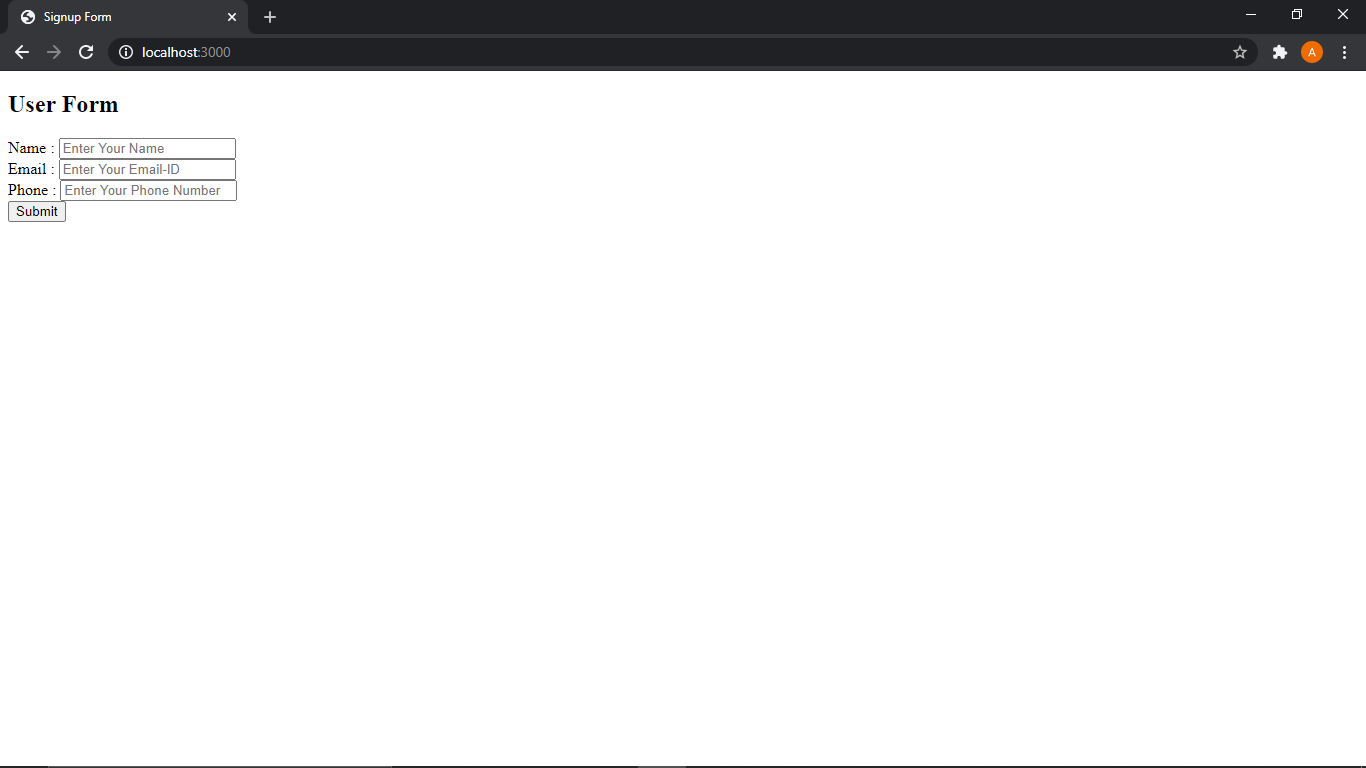 Signup Form
localhost:3000
A
User Form
Name : Enter Your Name
Email : Enter Your Email-ID
Phone : Enter Your Phone Number
Submit